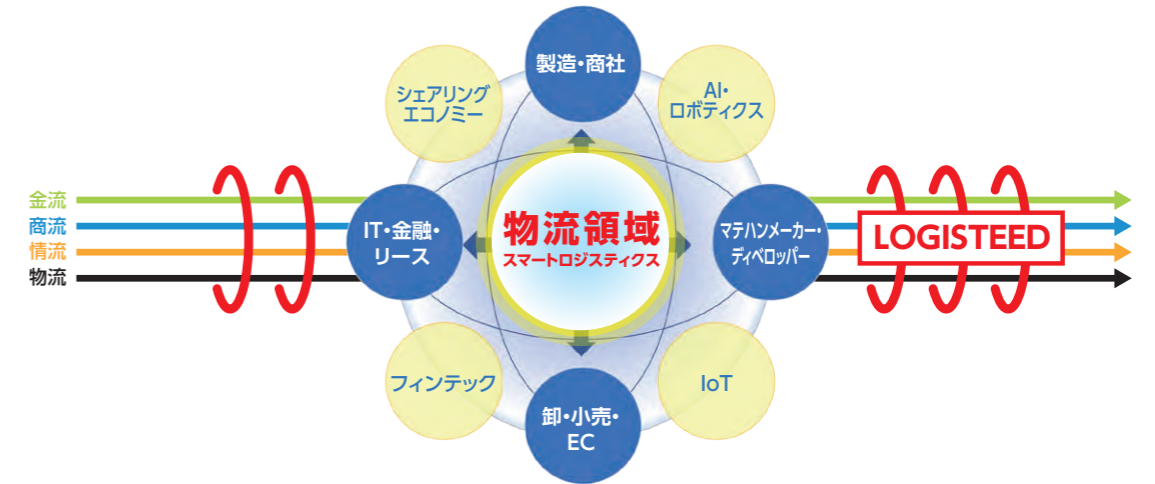 製造・商社
シェアリング
エコノミー
AI・
ロボティクス
金流
商流
情流
物流
IT・金融・
リース
物流領域
スマートロジスティクス
マテハンメーカー・
ディベロッパー
LOGISTEED
フィンテック
IoT
卸・小売・
EC